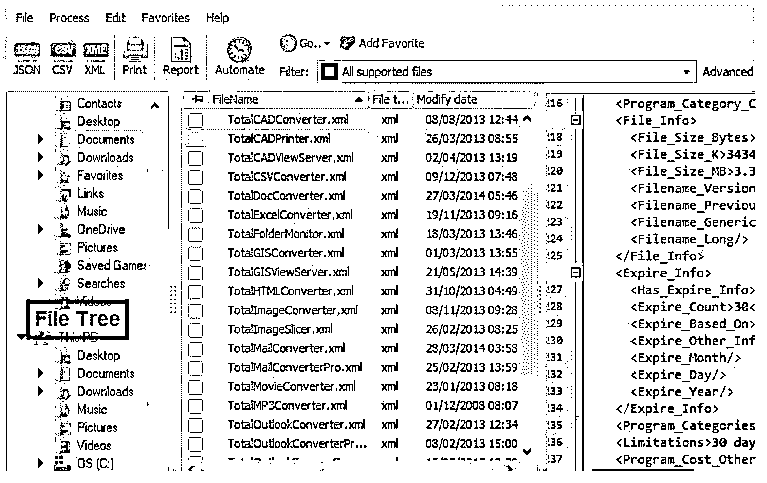 File Process Edit Favorites Help
JSON CSV XML Print Report Automate
Go.. Add Favorite
Filter: All supported files Advanced
Contacts
Desktop
Documents
Downloads
Favorites
Links
Music
OneDrive
Pictures
Saved Games
Searches
Videos
File Tree
This PC
Desktop
Documents
Downloads
Music
Pictures
Videos
OS (C:)
FileName File t... Modify date
TotalCADConverter.xml xml 08/08/2013 12:44
TotalCADPrinter.xml xml 26/03/2013 08:55
TotalCADViewServer.xml xml 02/04/2013 13:19
TotalCSVConverter.xml xml 09/12/2013 07:48
TotalDocConverter.xml xml 27/03/2014 05:46
TotalExcelConverter.xml xml 19/11/2013 09:16
TotalFolderMonitor.xml xml 18/03/2013 13:46
TotalGISConverter.xml xml 01/03/2013 13:55
TotalGISViewServer.xml xml 21/05/2013 14:39
TotalHTMLConverter.xml xml 31/10/2013 04:49
TotalImageConverter.xml xml 08/11/2013 09:28
TotalImageSlicer.xml xml 26/02/2013 08:25
TotalMailConverter.xml xml 28/03/2014 03:58
TotalMailConverterPro.xml xml 25/02/2013 13:59
TotalMovieConverter.xml xml 23/01/2013 08:18
TotalMP3Converter.xml xml 01/12/2008 08:07
TotalOutlookConverter.xml xml 27/02/2013 12:34
TotalOutlookConverterPr... xml 08/02/2013 15:00
116 <Program_Category_C
<File_Info>
118 <File_Size_Bytes>
119 <File_Size_K>3434
120 <File_Size_MB>3.3
121 <Filename_Version
122 <Filename_Previou
123 <Filename_Generic
124 <Filename_Long/>
125 </File_Info>
<Expire_Info>
127 <Has_Expire_Info>
128 <Expire_Count>30<
129 <Expire_Based_On>
130 <Expire_Other_Inf
131 <Expire_Month/>
132 <Expire_Day/>
133 <Expire_Year/>
134 </Expire_Info>
135 <Program_Categories
136 <Limitations>30 day
137 <Program_Cost_Other